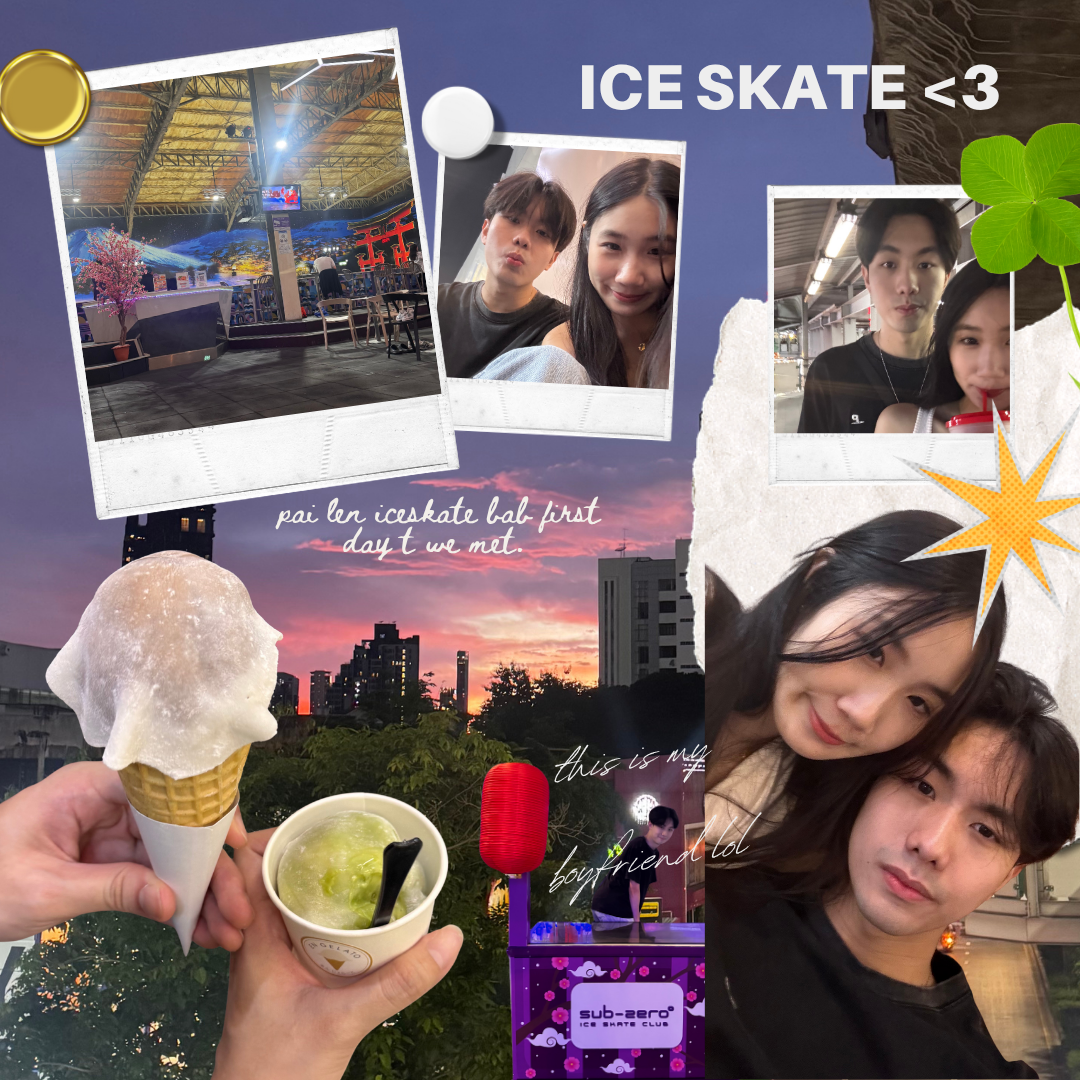 ICE SKATE <3
pai len iceskate bab first
day t we met.
this is my
boyfriend lol
sub-zero
ICE SKATE CLUB